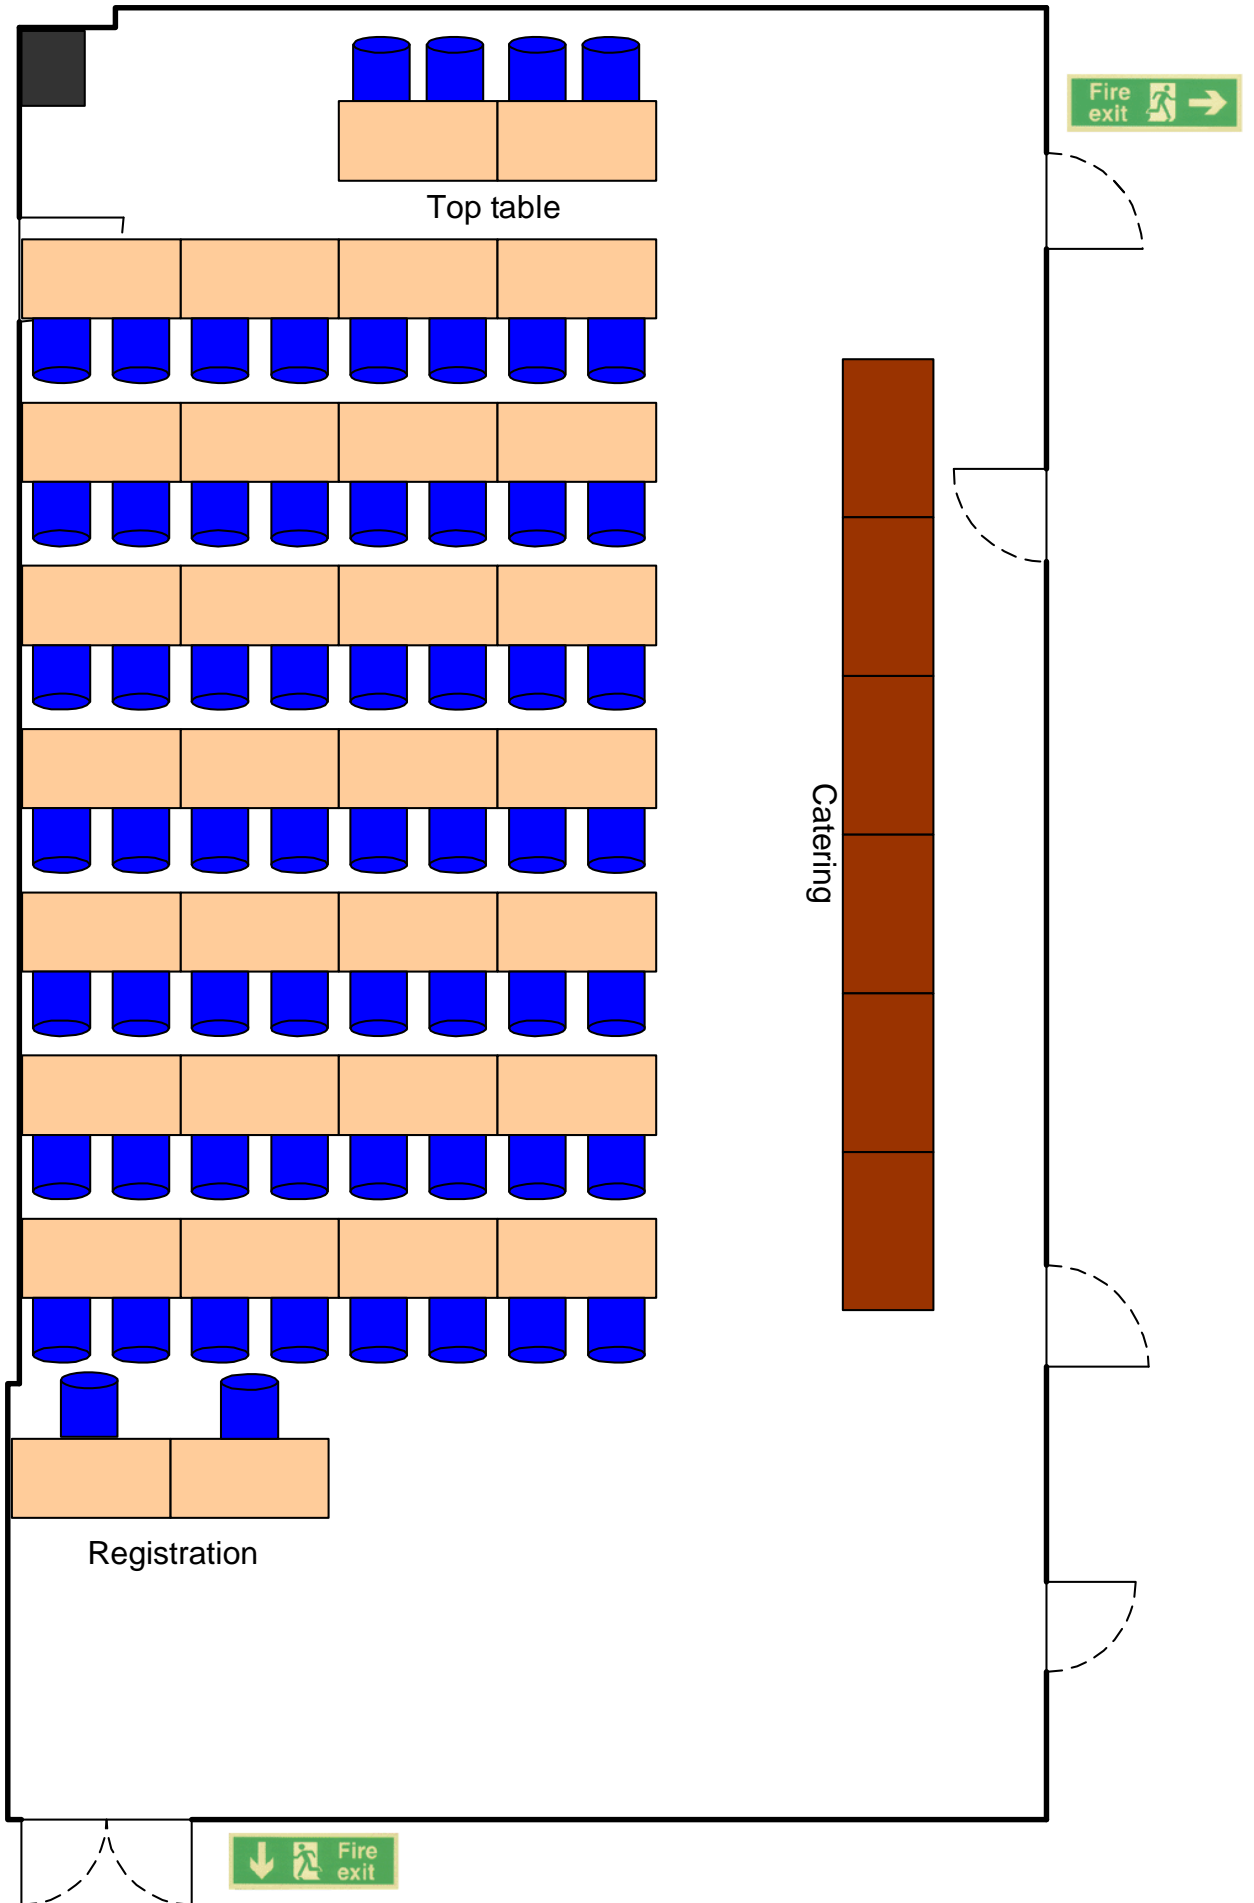 Fire
exit
Top table
Catering
Registration
Fire
exit